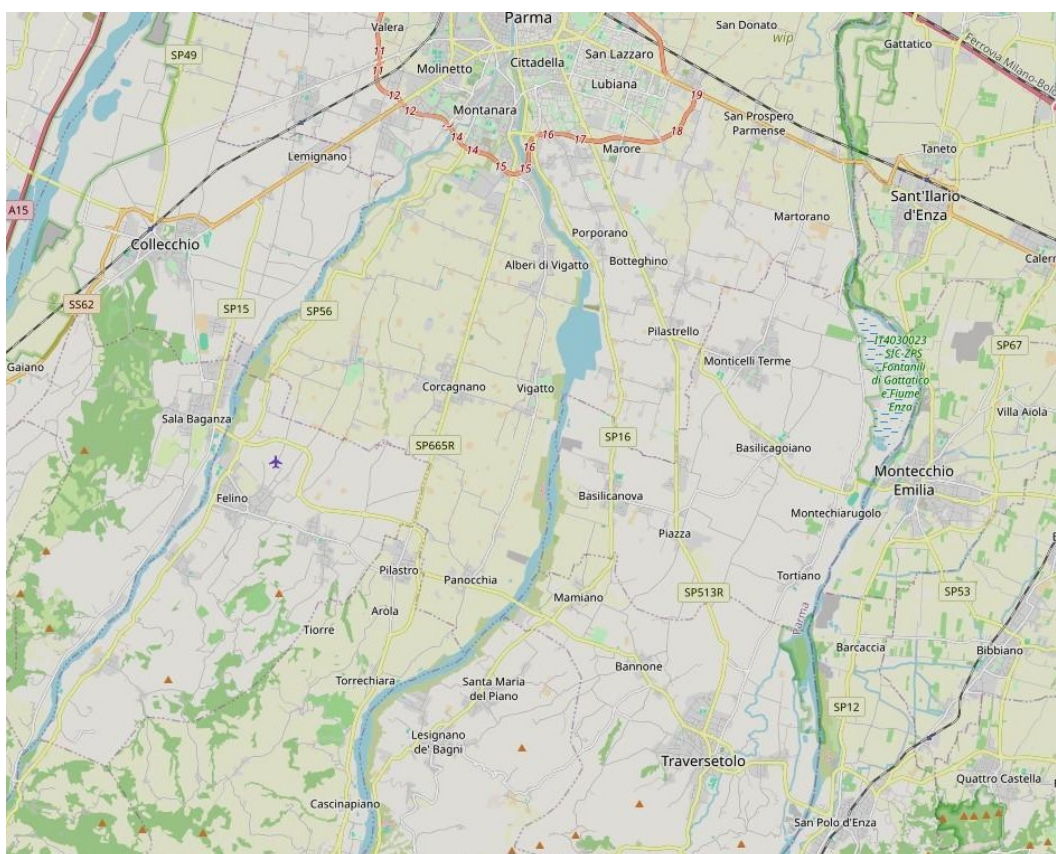 Parma
San Donato
wip
Valera
Gattatico
Ferrovia Milano-Bolo
SP49
11
11
Molinetto
Cittadella
San Lazzaro
Lubiana
12
12
Montanara
19
14
14
16
16
17
18
15
15
Marore
San Prospero
Parmense
Taneto
Lemignano
Sant'Ilario
d'Enza
A15
Martorano
Collecchio
Porporano
Botteghino
Alberi di Vigatto
Calern
SS62
SP15
SP56
Pilastrello
Monticelli Terme
IT4030023
SIC-ZPS
Fontanili
di Gattatico
e Fiume
Enza
SP67
Gaiano
Corcagnano
Vigatto
Sala Baganza
Villa Aiola
SP665R
SP16
Basilicagoiano
Montecchio
Emilia
Felino
Basilicanova
Montechiarugolo
Piazza
Pilastro
Panocchia
Tortiano
Mamiano
SP513R
SP53
Arola
Parma
Tiorre
Barcaccia
Bibbiano
Bannone
Torrechiara
Santa Maria
del Piano
SP12
Lesignano
de' Bagni
Traversetolo
Quattro Castella
Cascinapiano
San Polo d'Enza